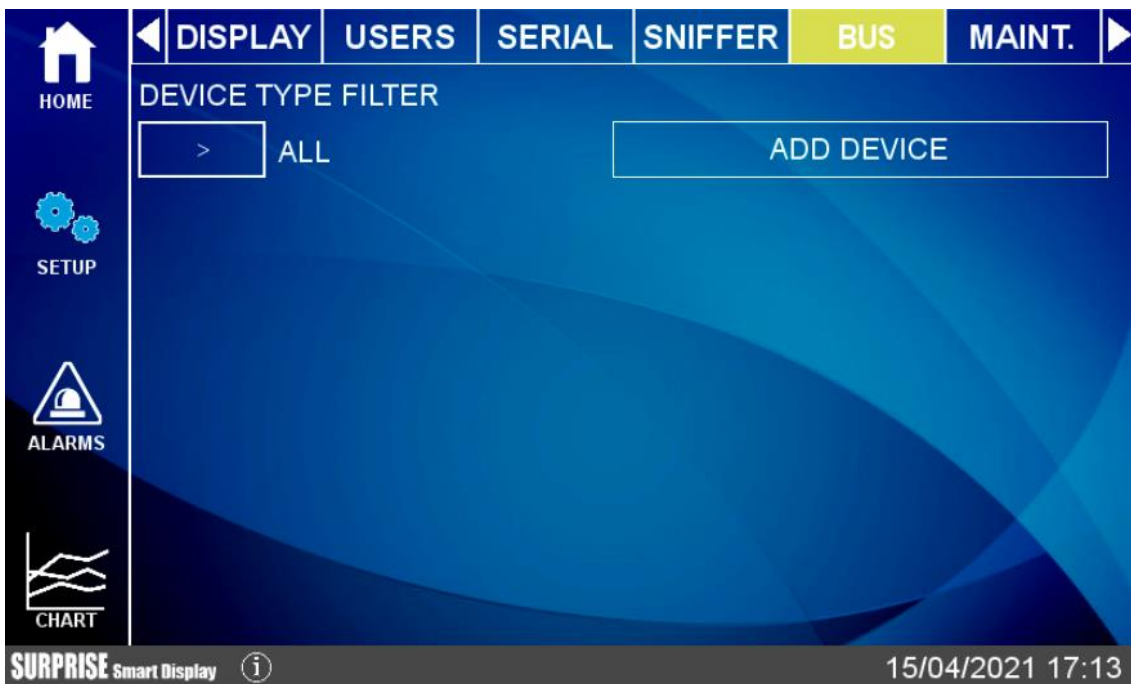 DISPLAY USERS SERIAL SNIFFER BUS MAINT.
HOME
DEVICE TYPE FILTER
> ALL ADD DEVICE
SETUP
ALARMS
CHART
SURPRISE Smart Display i 15/04/2021 17:13